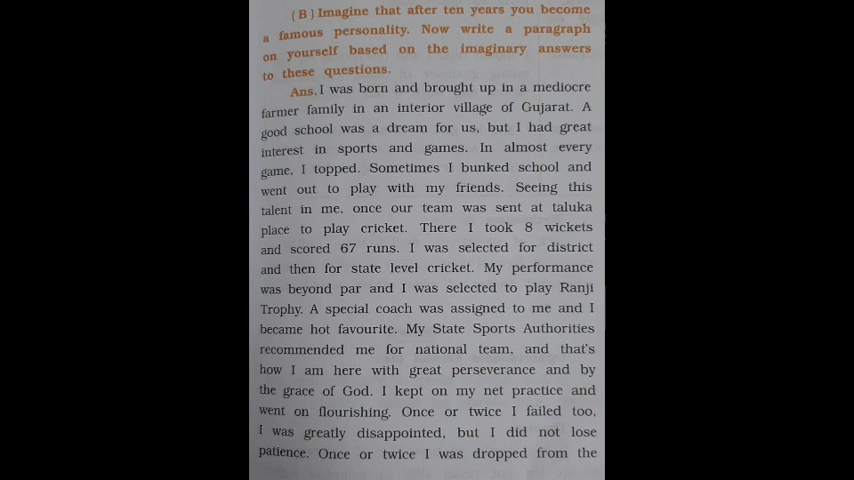 ( B ) Imagine that after ten years you become
a famous personality. Now write a paragraph
on yourself based on the imaginary answers
to these questions.
Ans. I was born and brought up in a mediocre
farmer family in an interior village of Gujarat. A
good school was a dream for us, but I had great
interest in sports and games. In almost every
game, I topped. Sometimes I bunked school and
went out to play with my friends. Seeing this
talent in me, once our team was sent at taluka
place to play cricket. There I took 8 wickets
and scored 67 runs. I was selected for district
and then for state level cricket. My performance
was beyond par and I was selected to play Ranji
Trophy. A special coach was assigned to me and I
became hot favourite. My State Sports Authorities
recommended me for national team, and that's
how I am here with great perseverance and by
the grace of God. I kept on my net practice and
went on flourishing. Once or twice I failed too,
I was greatly disappointed, but I did not lose
patience. Once or twice I was dropped from the